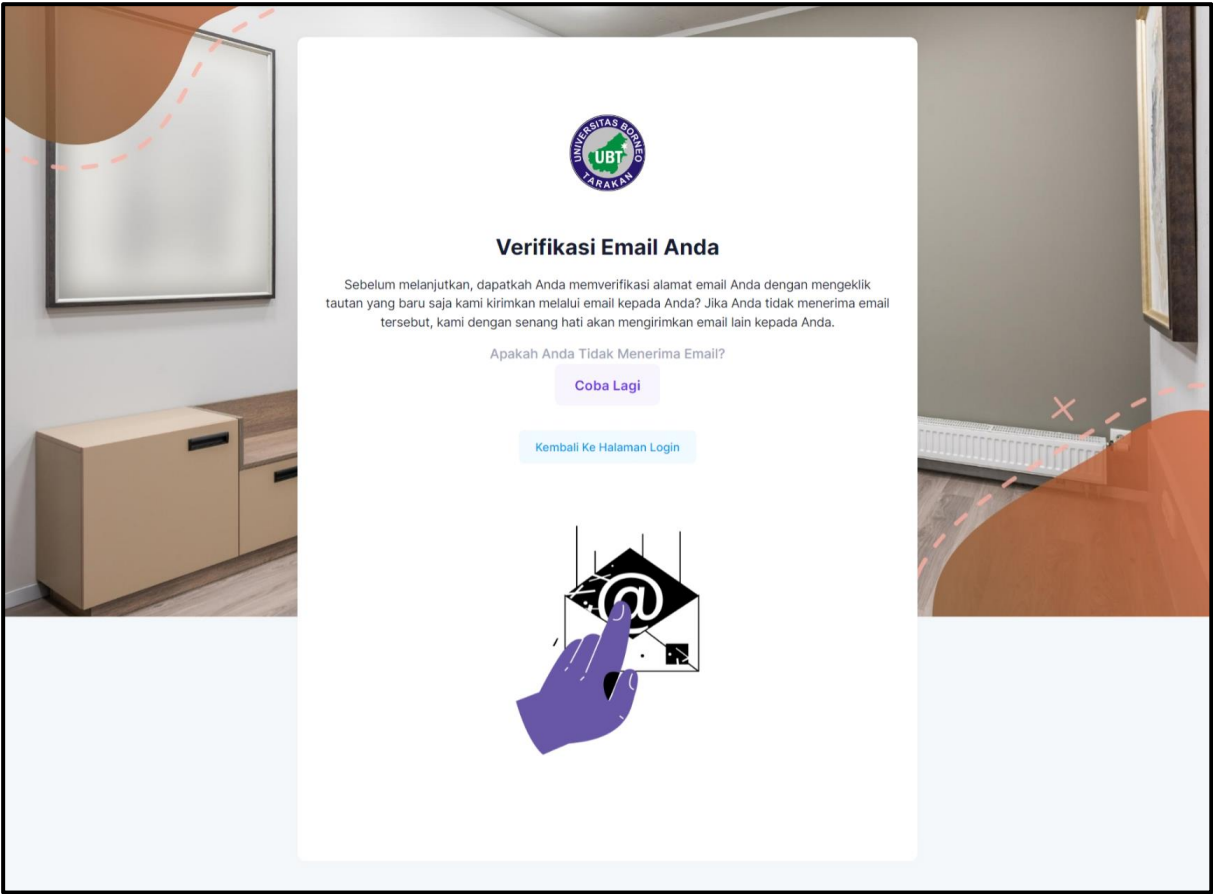 UNIVERSITAS BORNEO
UBT
TARAKAN
Verifikasi Email Anda
Sebelum melanjutkan, dapatkah Anda memverifikasi alamat email Anda dengan mengeklik
tautan yang baru saja kami kirimkan melalui email kepada Anda? Jika Anda tidak menerima email
tersebut, kami dengan senang hati akan mengirimkan email lain kepada Anda.
Apakah Anda Tidak Menerima Email?
Coba Lagi
Kembali Ke Halaman Login
@